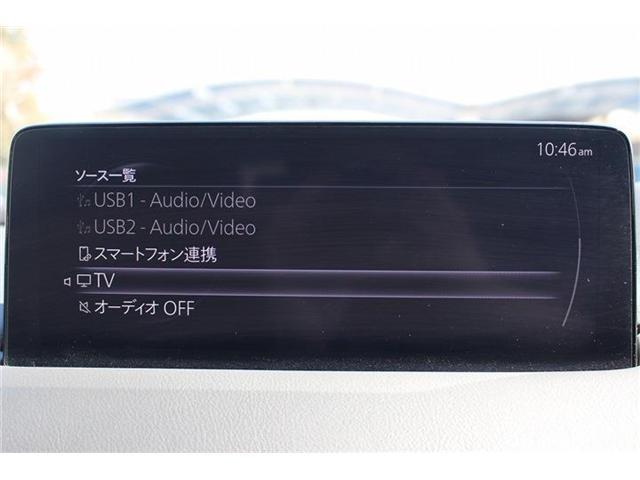 10:46am
ソース一覧
USB1 - Audio/Video
USB2 - Audio/Video
スマートフォン連携
TV
オーディオ OFF